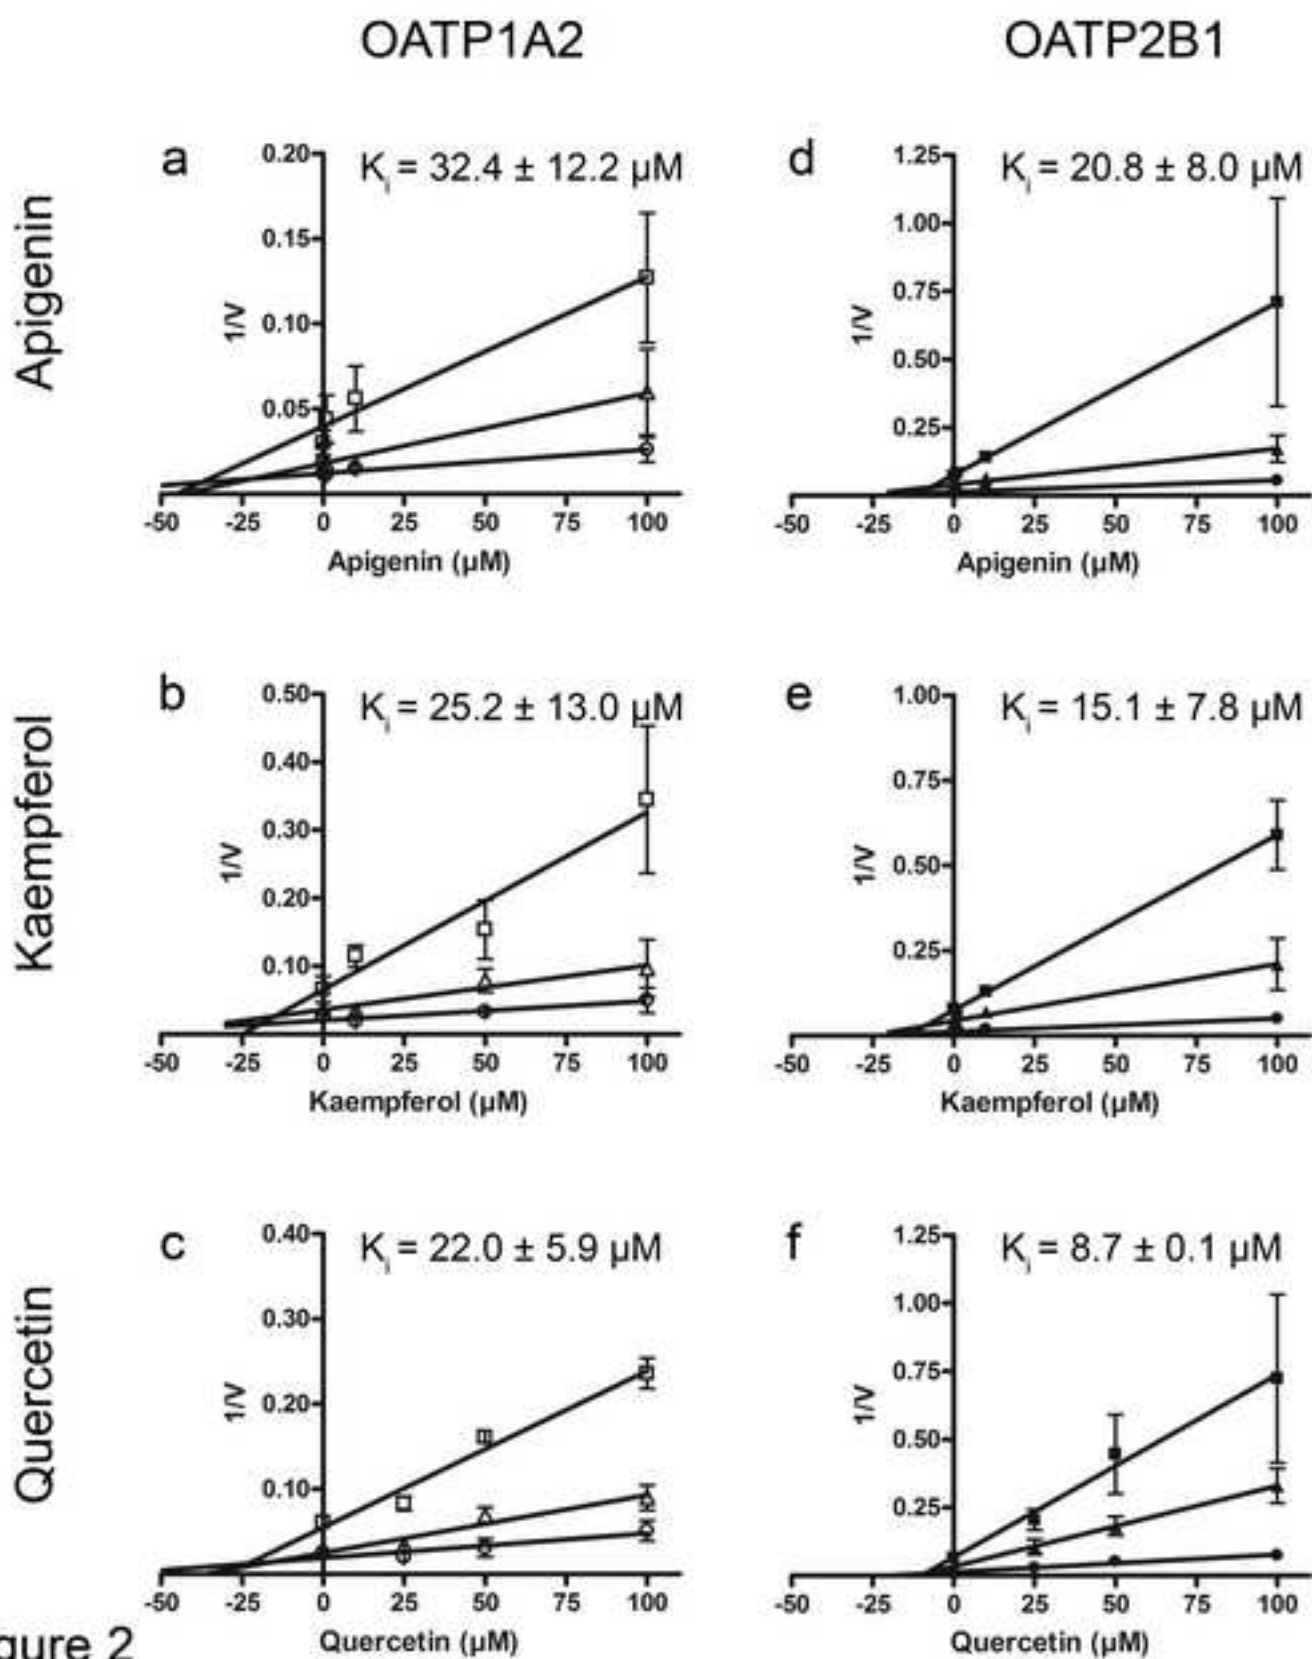 OATP1A2
OATP2B1
Apigenin
a
Ki = 32.4 ± 12.2 µM
0.20
0.15
0.10
0.05
1/V
-50 -25 0 25 50 75 100
Apigenin (µM)
d
Ki = 20.8 ± 8.0 µM
1.25
1.00
0.75
0.50
0.25
1/V
-50 -25 0 25 50 75 100
Apigenin (µM)
Kaempferol
b
Ki = 25.2 ± 13.0 µM
0.50
0.40
0.30
0.20
0.10
1/V
-50 -25 0 25 50 75 100
Kaempferol (µM)
e
Ki = 15.1 ± 7.8 µM
1.00
0.75
0.50
0.25
1/V
-50 -25 0 25 50 75 100
Kaempferol (µM)
Quercetin
c
Ki = 22.0 ± 5.9 µM
0.40
0.30
0.20
0.10
1/V
-50 -25 0 25 50 75 100
Quercetin (µM)
f
Ki = 8.7 ± 0.1 µM
1.25
1.00
0.75
0.50
0.25
1/V
-50 -25 0 25 50 75 100
Quercetin (µM)
gure 2